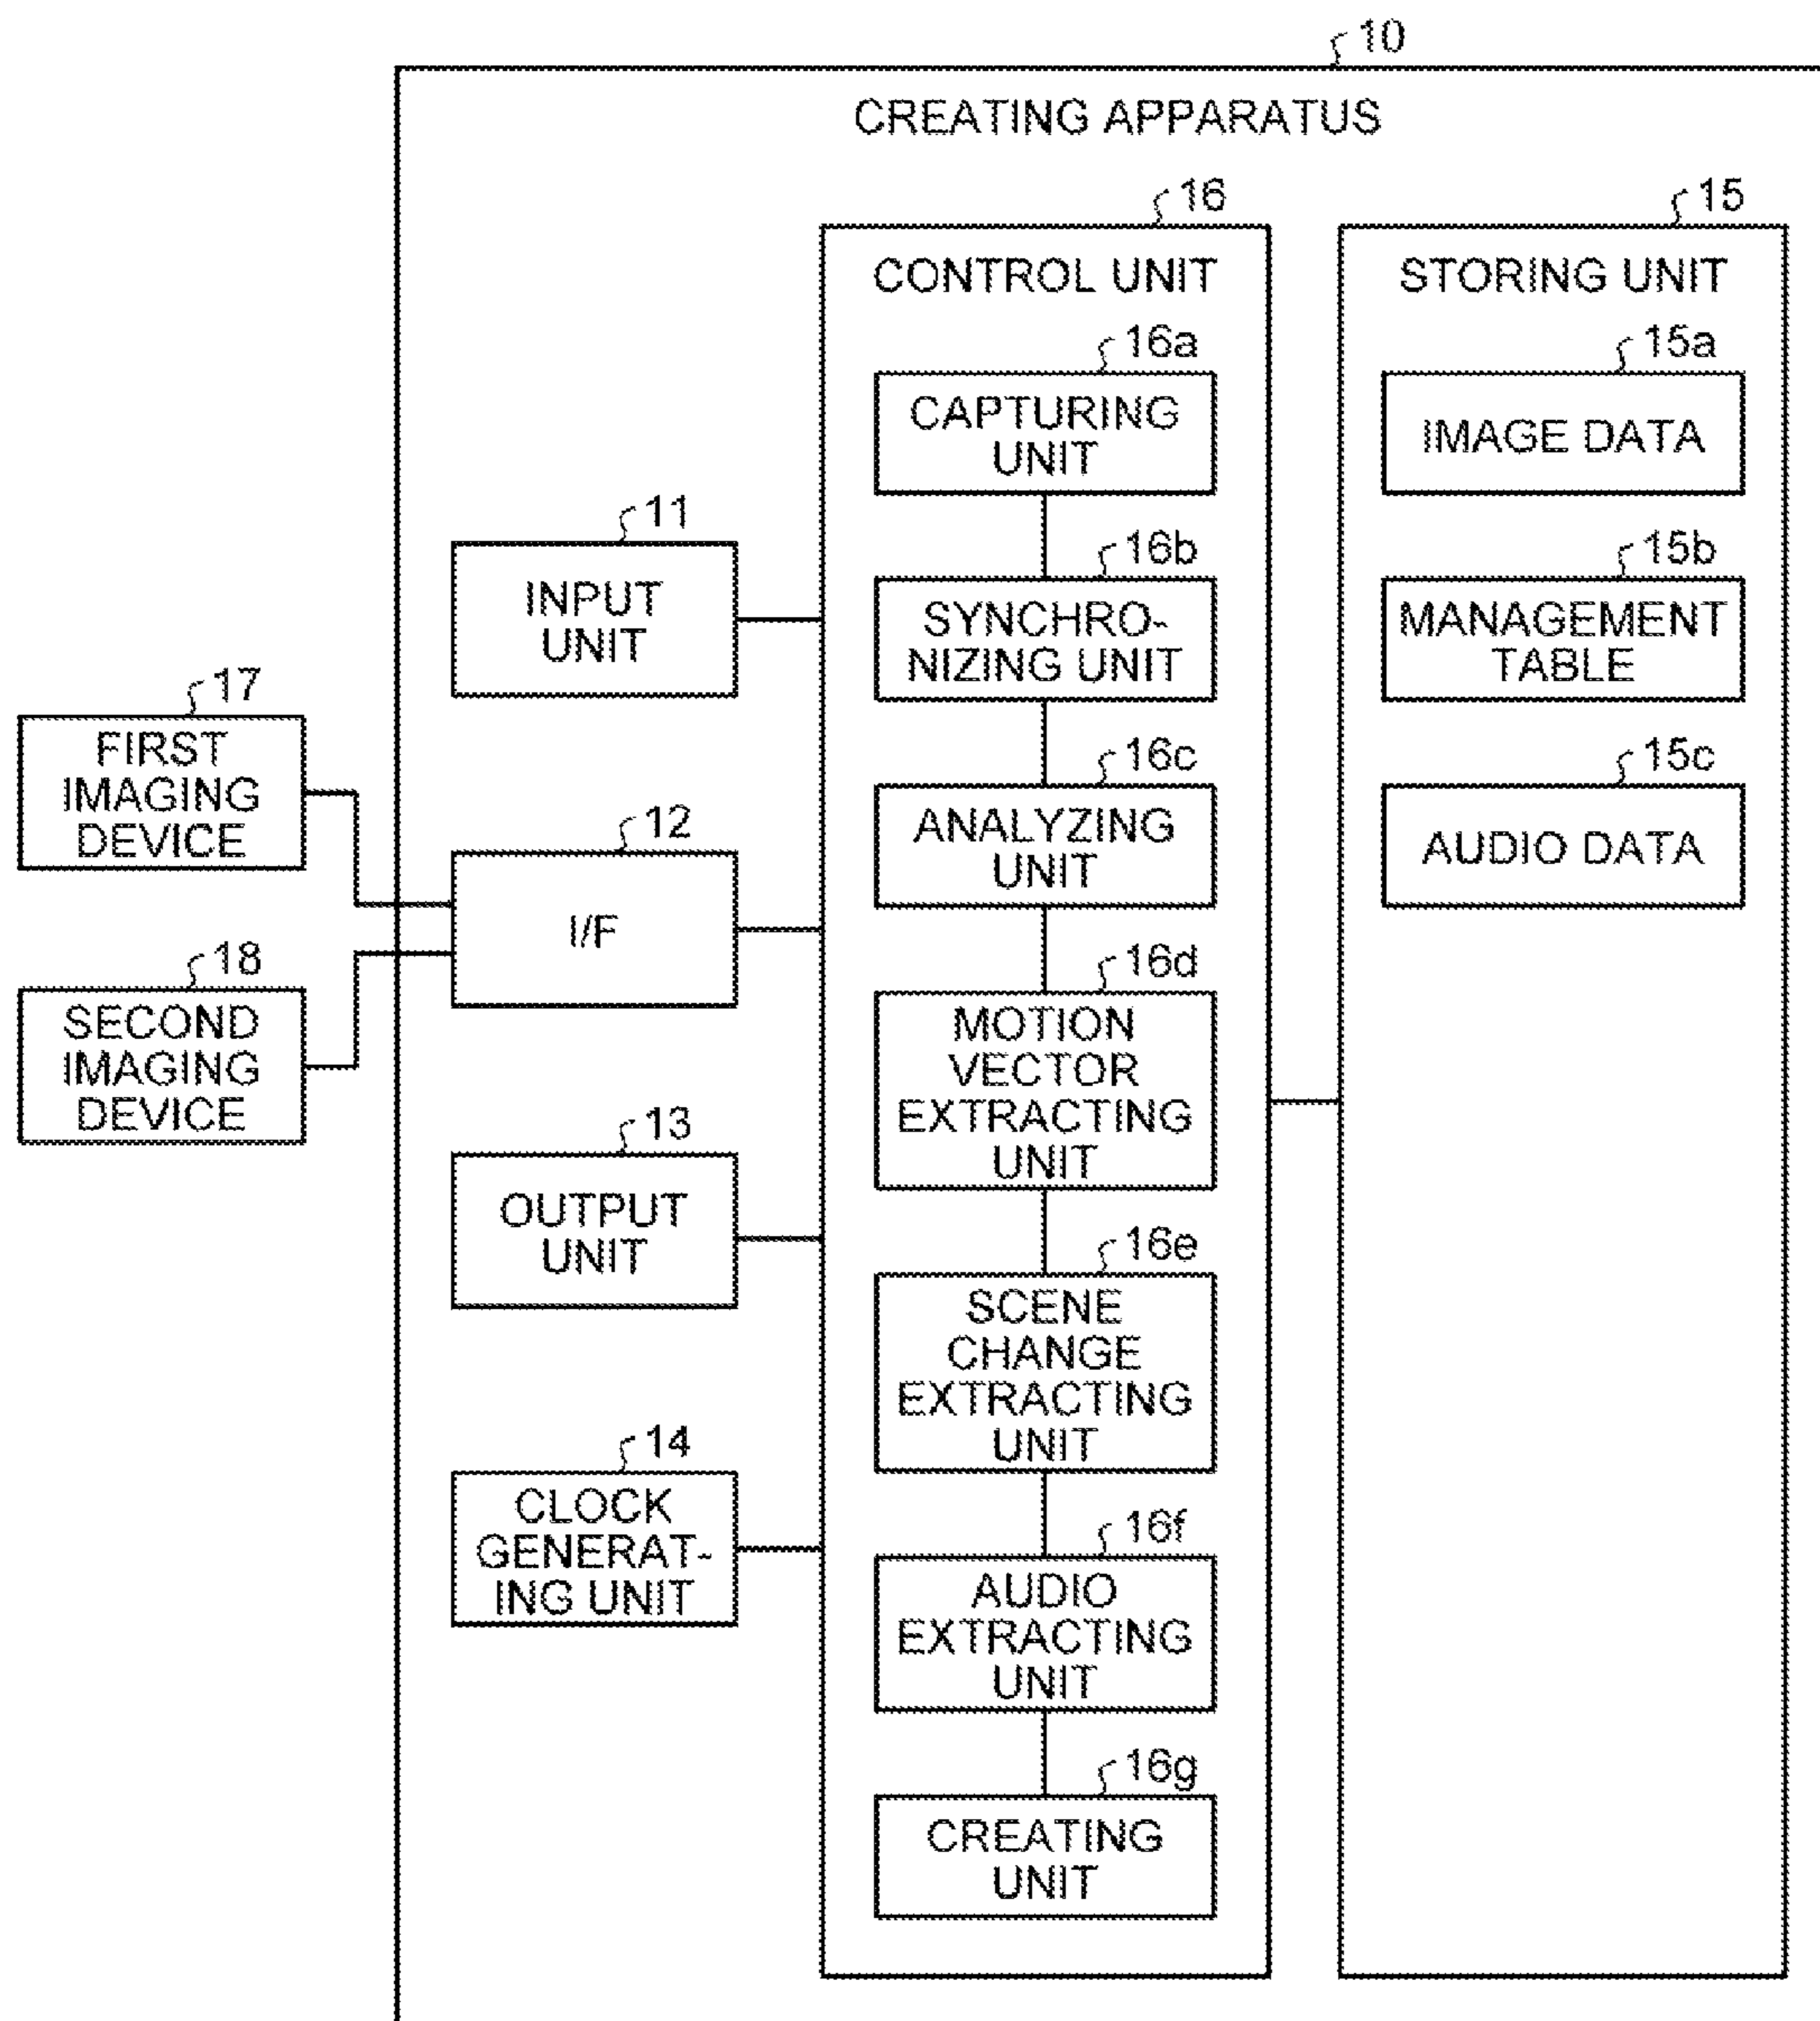 10
CREATING APPARATUS
16
CONTROL UNIT
16a
CAPTURING
UNIT
16b
SYNCHRO-
NIZING UNIT
16c
ANALYZING
UNIT
16d
MOTION
VECTOR
EXTRACTING
UNIT
16e
SCENE
CHANGE
EXTRACTING
UNIT
16f
AUDIO
EXTRACTING
UNIT
16g
CREATING
UNIT
15
STORING UNIT
15a
IMAGE DATA
15b
MANAGEMENT
TABLE
15c
AUDIO DATA
11
INPUT
UNIT
12
I/F
13
OUTPUT
UNIT
14
CLOCK
GENERAT-
ING UNIT
17
FIRST
IMAGING
DEVICE
18
SECOND
IMAGING
DEVICE